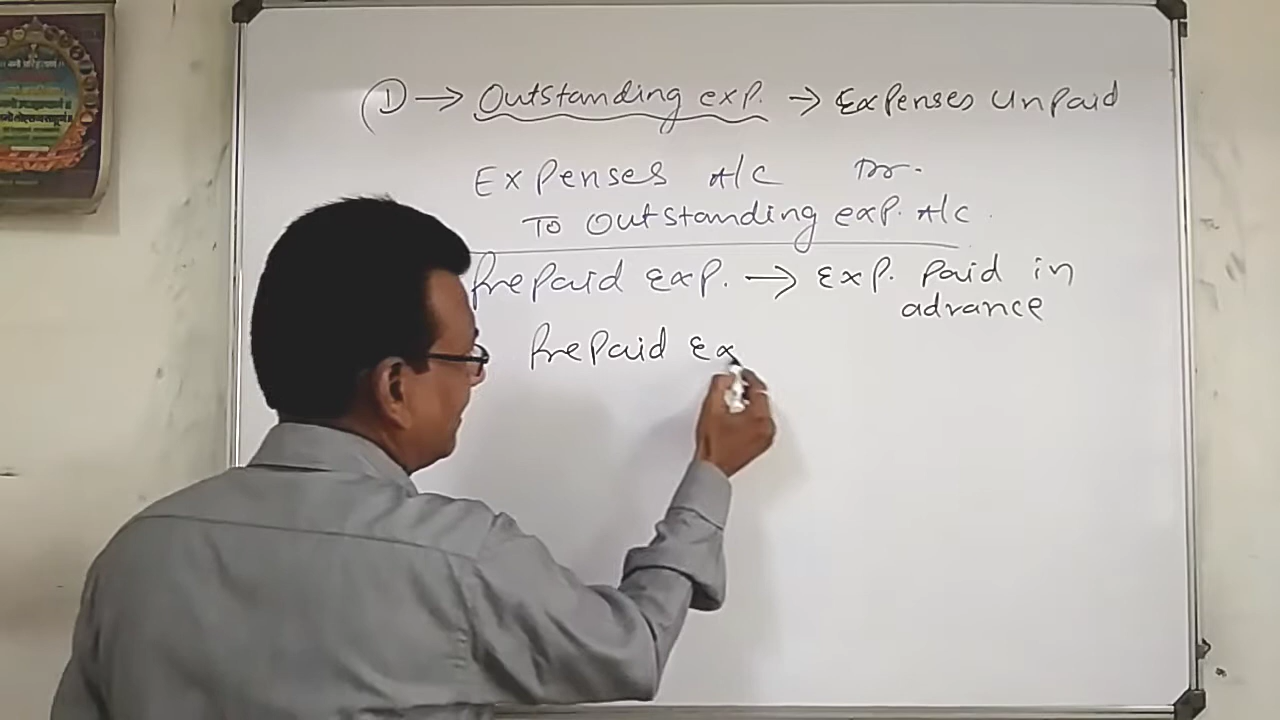 ① → Outstanding exp. → Expenses Unpaid
Expenses A/c Dr.
To Outstanding exp. A/c.
Prepaid Exp. → Exp. Paid in
advance
Prepaid Ex